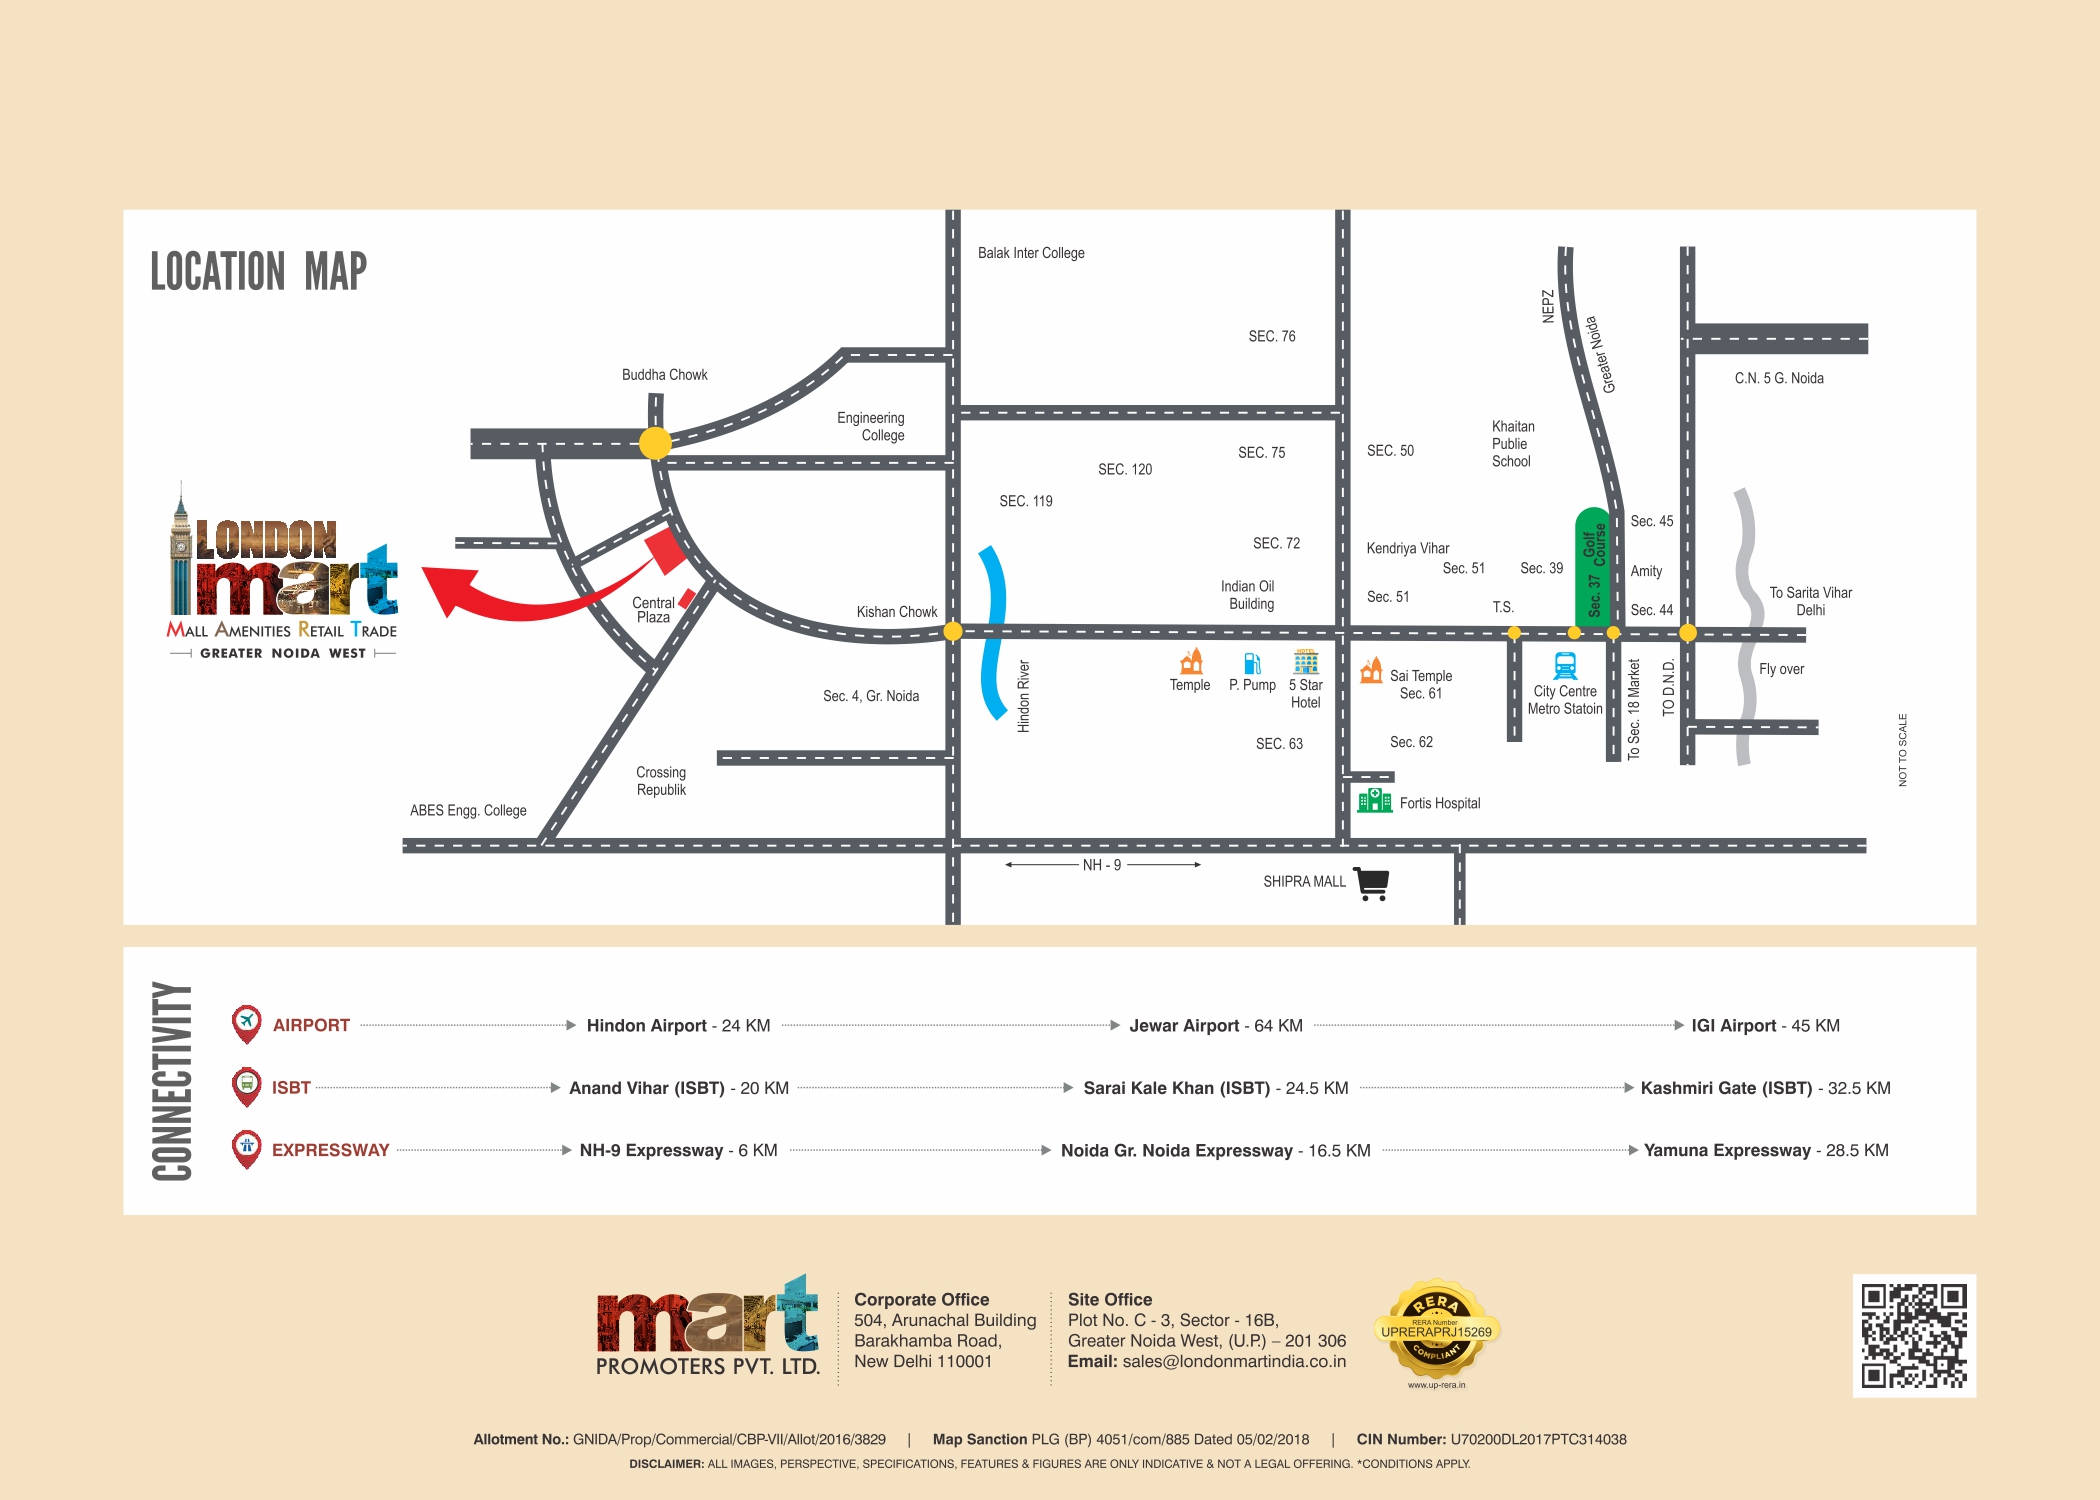 LOCATION MAP
Balak Inter College
SEC. 76
NEPZ
Greater Noida
C.N. 5 G. Noida
Buddha Chowk
Engineering
College
SEC. 120
SEC. 75
SEC. 50
Khaitan
Publie
School
SEC. 119
LONDON
mart
MALL AMENITIES RETAIL TRADE
GREATER NOIDA WEST
Central
Plaza
Kishan Chowk
SEC. 72
Indian Oil
Building
Kendriya Vihar
Sec. 51
Sec. 51
Sec. 39
T.S.
Sec. 37
Golf
Course
Sec. 45
Amity
Sec. 44
To Sarita Vihar
Delhi
Fly over
Sec. 4, Gr. Noida
Hindon River
Temple
P. Pump
HOTEL
5 Star
Hotel
Sai Temple
Sec. 61
City Centre
Metro Statoin
To Sec. 18 Market
TO D.N.D.
SEC. 63
Sec. 62
NOT TO SCALE
Crossing
Republik
ABES Engg. College
Fortis Hospital
NH - 9
SHIPRA MALL
CONNECTIVITY
AIRPORT Hindon Airport - 24 KM Jewar Airport - 64 KM IGI Airport - 45 KM
ISBT Anand Vihar (ISBT) - 20 KM Sarai Kale Khan (ISBT) - 24.5 KM Kashmiri Gate (ISBT) - 32.5 KM
EXPRESSWAY NH-9 Expressway - 6 KM Noida Gr. Noida Expressway - 16.5 KM Yamuna Expressway - 28.5 KM
mart
PROMOTERS PVT. LTD.
Corporate Office
504, Arunachal Building
Barakhamba Road,
New Delhi 110001
Site Office
Plot No. C - 3, Sector - 16B,
Greater Noida West, (U.P.) – 201 306
Email: sales@londonmartindia.co.in
RERA
RERA Number
UPRERAPRJ15269
COMPLIANT
www.up-rera.in
Allotment No.: GNIDA/Prop/Commercial/CBP-VII/Allot/2016/3829 | Map Sanction PLG (BP) 4051/com/885 Dated 05/02/2018 | CIN Number: U70200DL2017PTC314038
DISCLAIMER: ALL IMAGES, PERSPECTIVE, SPECIFICATIONS, FEATURES & FIGURES ARE ONLY INDICATIVE & NOT A LEGAL OFFERING. *CONDITIONS APPLY.